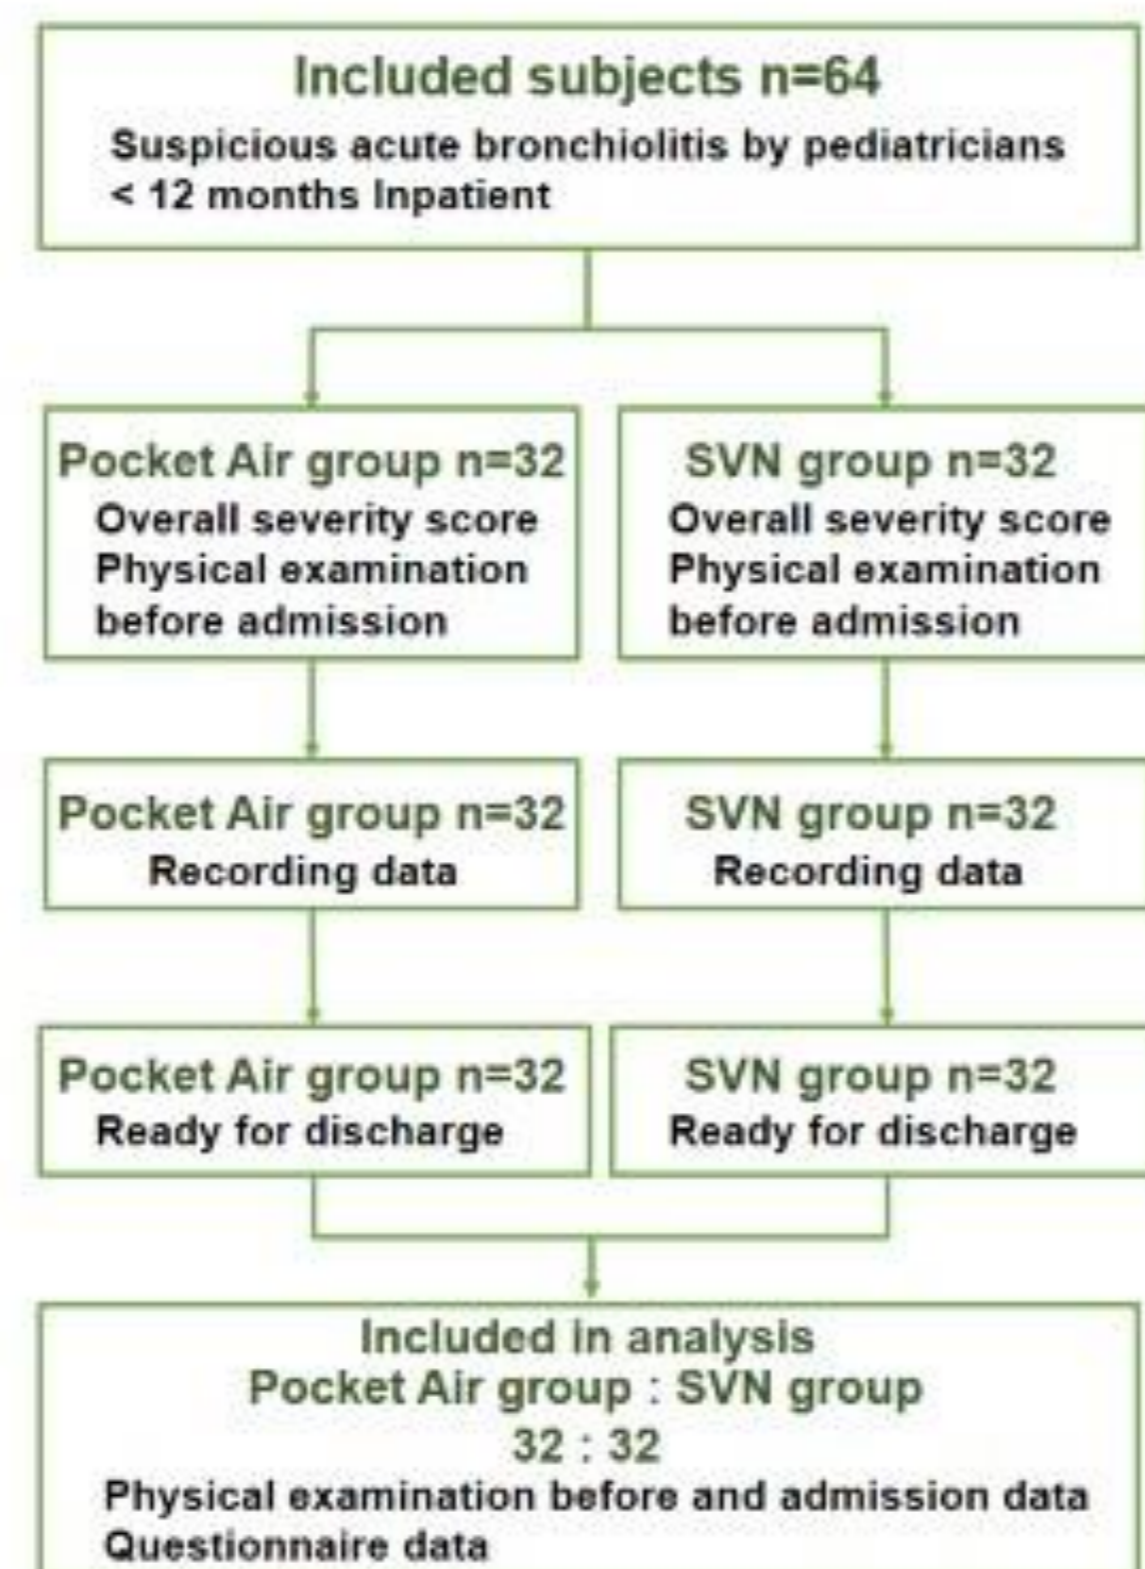 Included subjects n=64
Suspicious acute bronchiolitis by pediatricians
< 12 months Inpatient
Pocket Air group n=32
Overall severity score
Physical examination
before admission
SVN group n=32
Overall severity score
Physical examination
before admission
Pocket Air group n=32
Recording data
SVN group n=32
Recording data
Pocket Air group n=32
Ready for discharge
SVN group n=32
Ready for discharge
Included in analysis
Pocket Air group : SVN group
32 : 32
Physical examination before and admission data
Questionnaire data